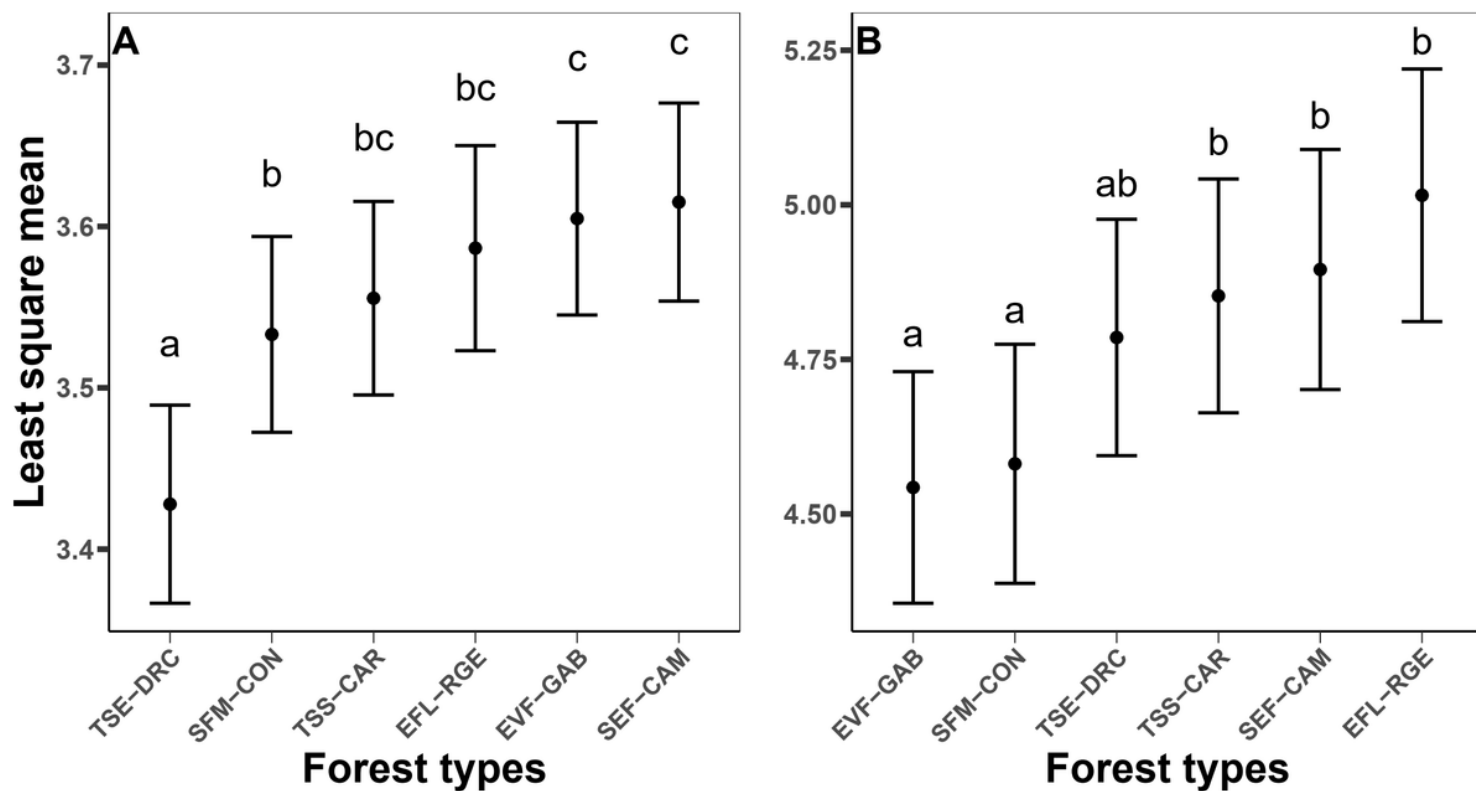 A
Least square mean
3.7
3.6
3.5
3.4
a
b
bc
bc
c
c
TSE−DRC
SFM−CON
TSS−CAR
EFL−RGE
EVF−GAB
SEF−CAM
Forest types
B
5.25
5.00
4.75
4.50
a
a
ab
b
b
b
EVF−GAB
SFM−CON
TSE−DRC
TSS−CAR
SEF−CAM
EFL−RGE
Forest types